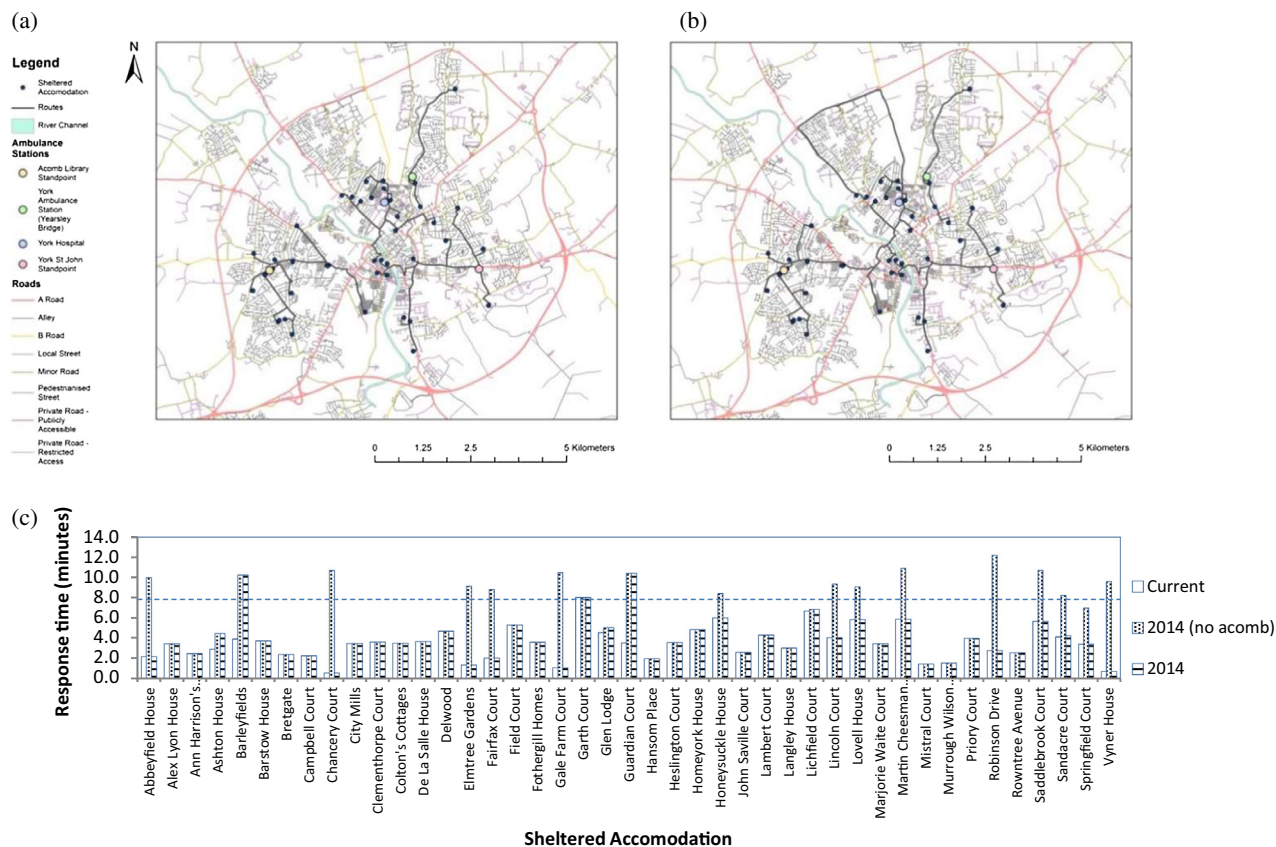 (a)
(b)
N
Legend
Sheltered
Accomodation
Routes
River Channel
Ambulance
Stations
Acomb Library
Standpoint
York
Ambulance
Station
(Yearsley
Bridge)
York Hospital
York St John
Standpoint
Roads
A Road
Alley
B Road
Local Street
Minor Road
Pedestrianised
Street
Private Road -
Publicly
Accessible
Private Road -
Restricted
Access
0 1.25 2.5 5 Kilometers
0 1.25 2.5 5 Kilometers
(c)
Response time (minutes)
14.0
12.0
10.0
8.0
6.0
4.0
2.0
0.0
Current
2014 (no acomb)
2014
Abbeyfield House
Alex Lyon House
Ann Harrison's...
Ashton House
Barleyfields
Barstow House
Bretgate
Campbell Court
Chancery Court
City Mills
Clementhorpe Court
Colton's Cottages
De La Salle House
Delwood
Elmtree Gardens
Fairfax Court
Field Court
Fothergill Homes
Gale Farm Court
Garth Court
Glen Lodge
Guardian Court
Hansom Place
Heslington Court
Homeyork House
Honeysuckle House
John Saville Court
Lambert Court
Langley House
Lichfield Court
Lincoln Court
Lovell House
Marjorie Waite Court
Martin Cheesman...
Mistral Court
Murrough Wilson...
Priory Court
Robinson Drive
Rowntree Avenue
Saddlebrook Court
Sandacre Court
Springfield Court
Vyner House
Sheltered Accomodation